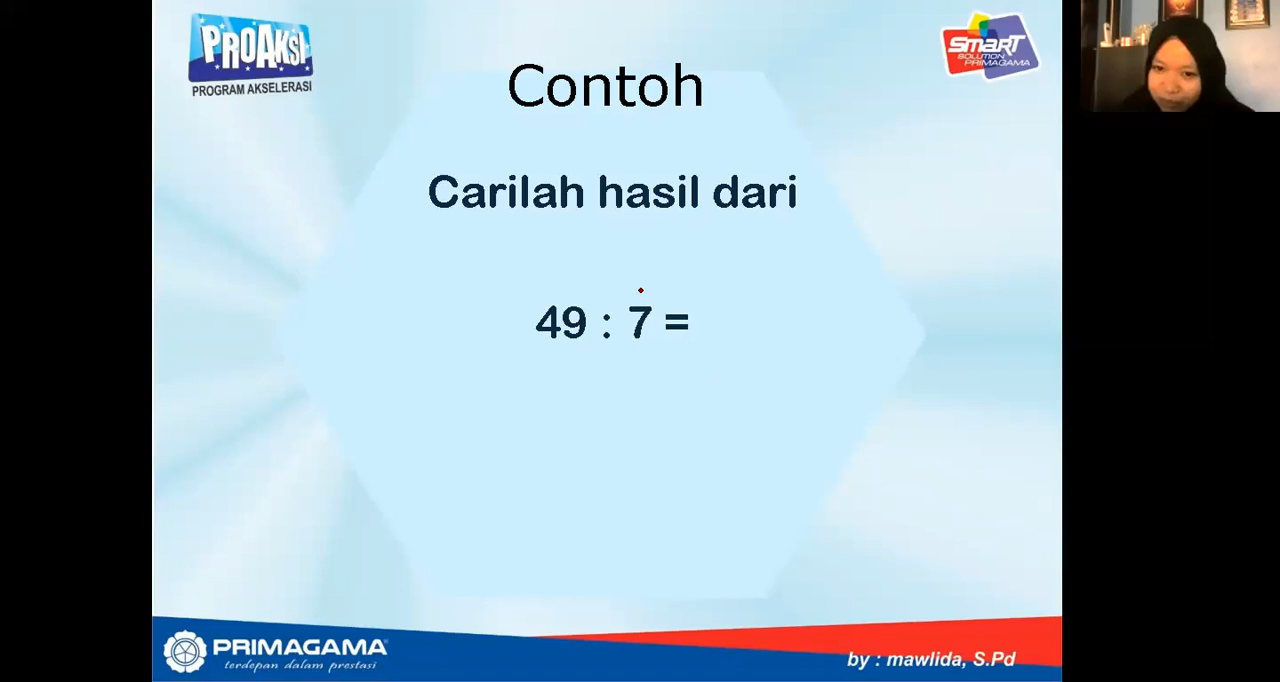 PROAKSI
PROGRAM AKSELERASI
SMART
SOLUTION
PRIMAGAMA
Contoh
Carilah hasil dari
49 : 7 =
PRIMAGAMA
terdepan dalam prestasi
by : mawlida, S.Pd